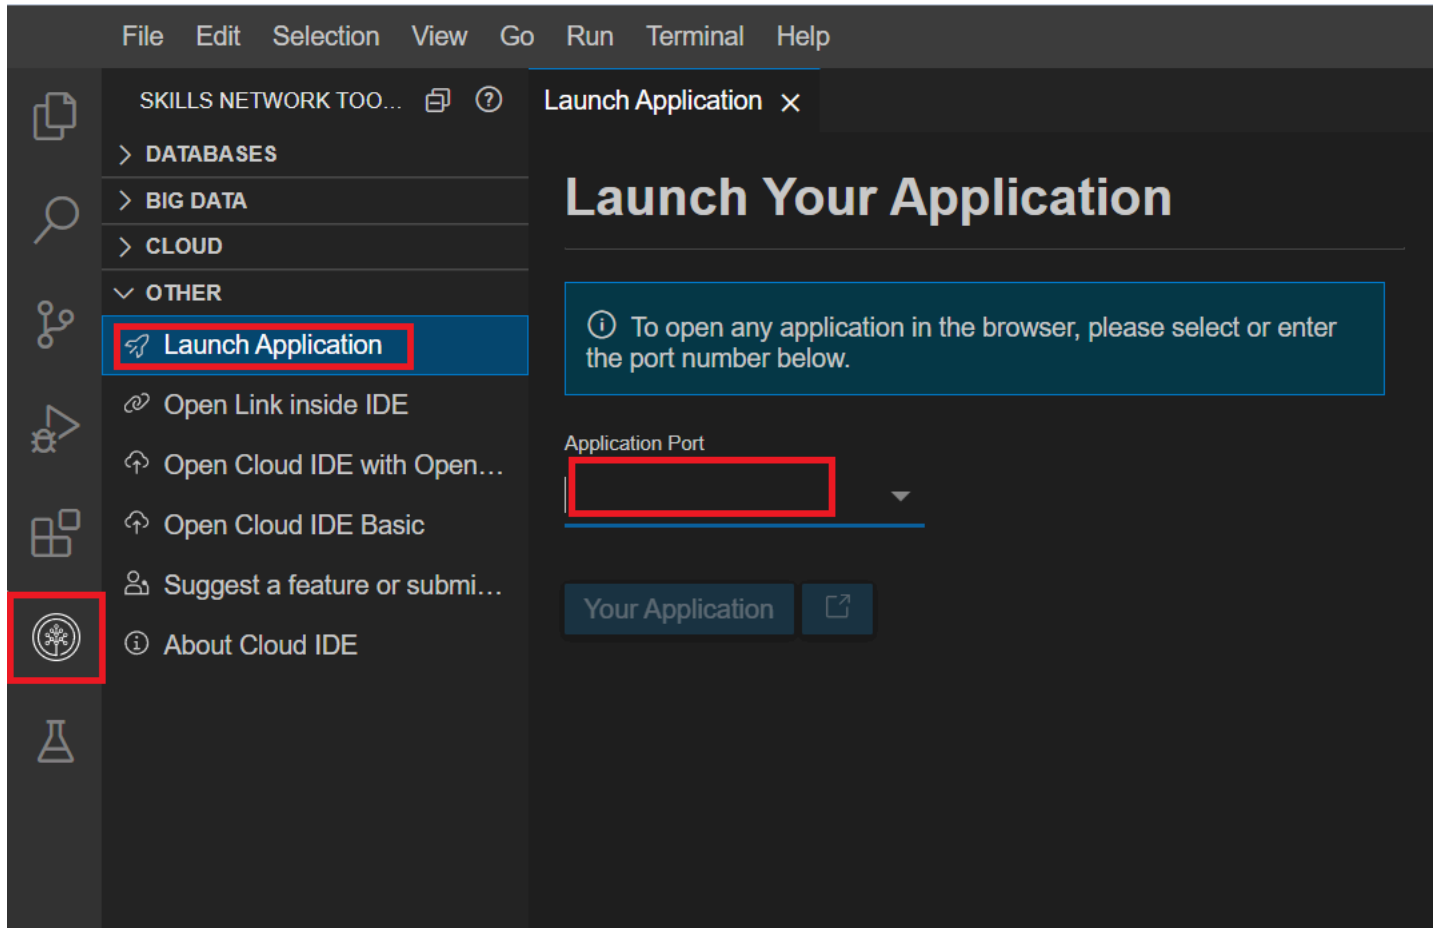 File Edit Selection View Go Run Terminal Help
SKILLS NETWORK TOO...
DATABASES
BIG DATA
CLOUD
OTHER
Launch Application
Open Link inside IDE
Open Cloud IDE with Open...
Open Cloud IDE Basic
Suggest a feature or submi...
About Cloud IDE
Launch Application
Launch Your Application
To open any application in the browser, please select or enter
the port number below.
Application Port
Your Application